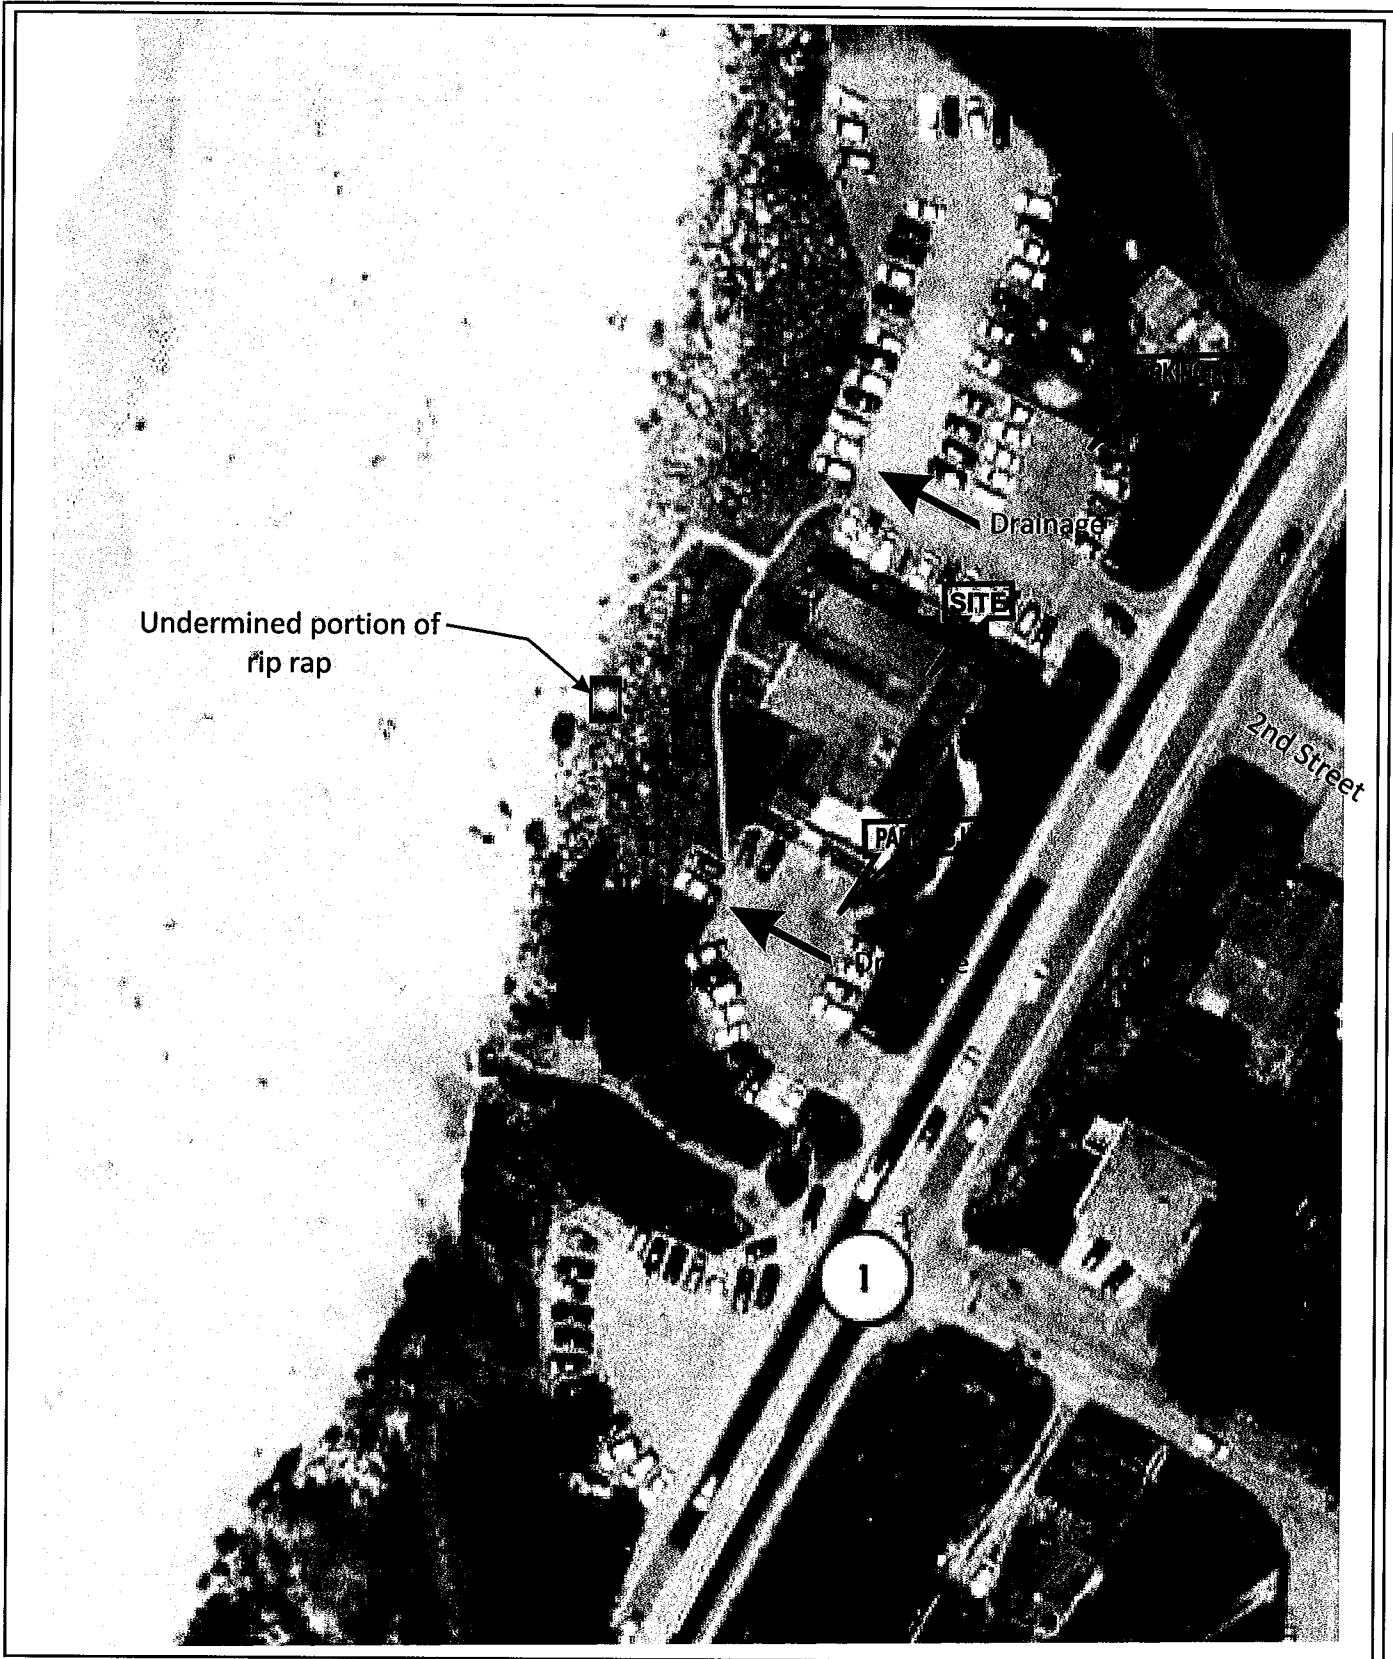 Drainage
SITE
Undermined portion of
rip rap
2nd Street
1